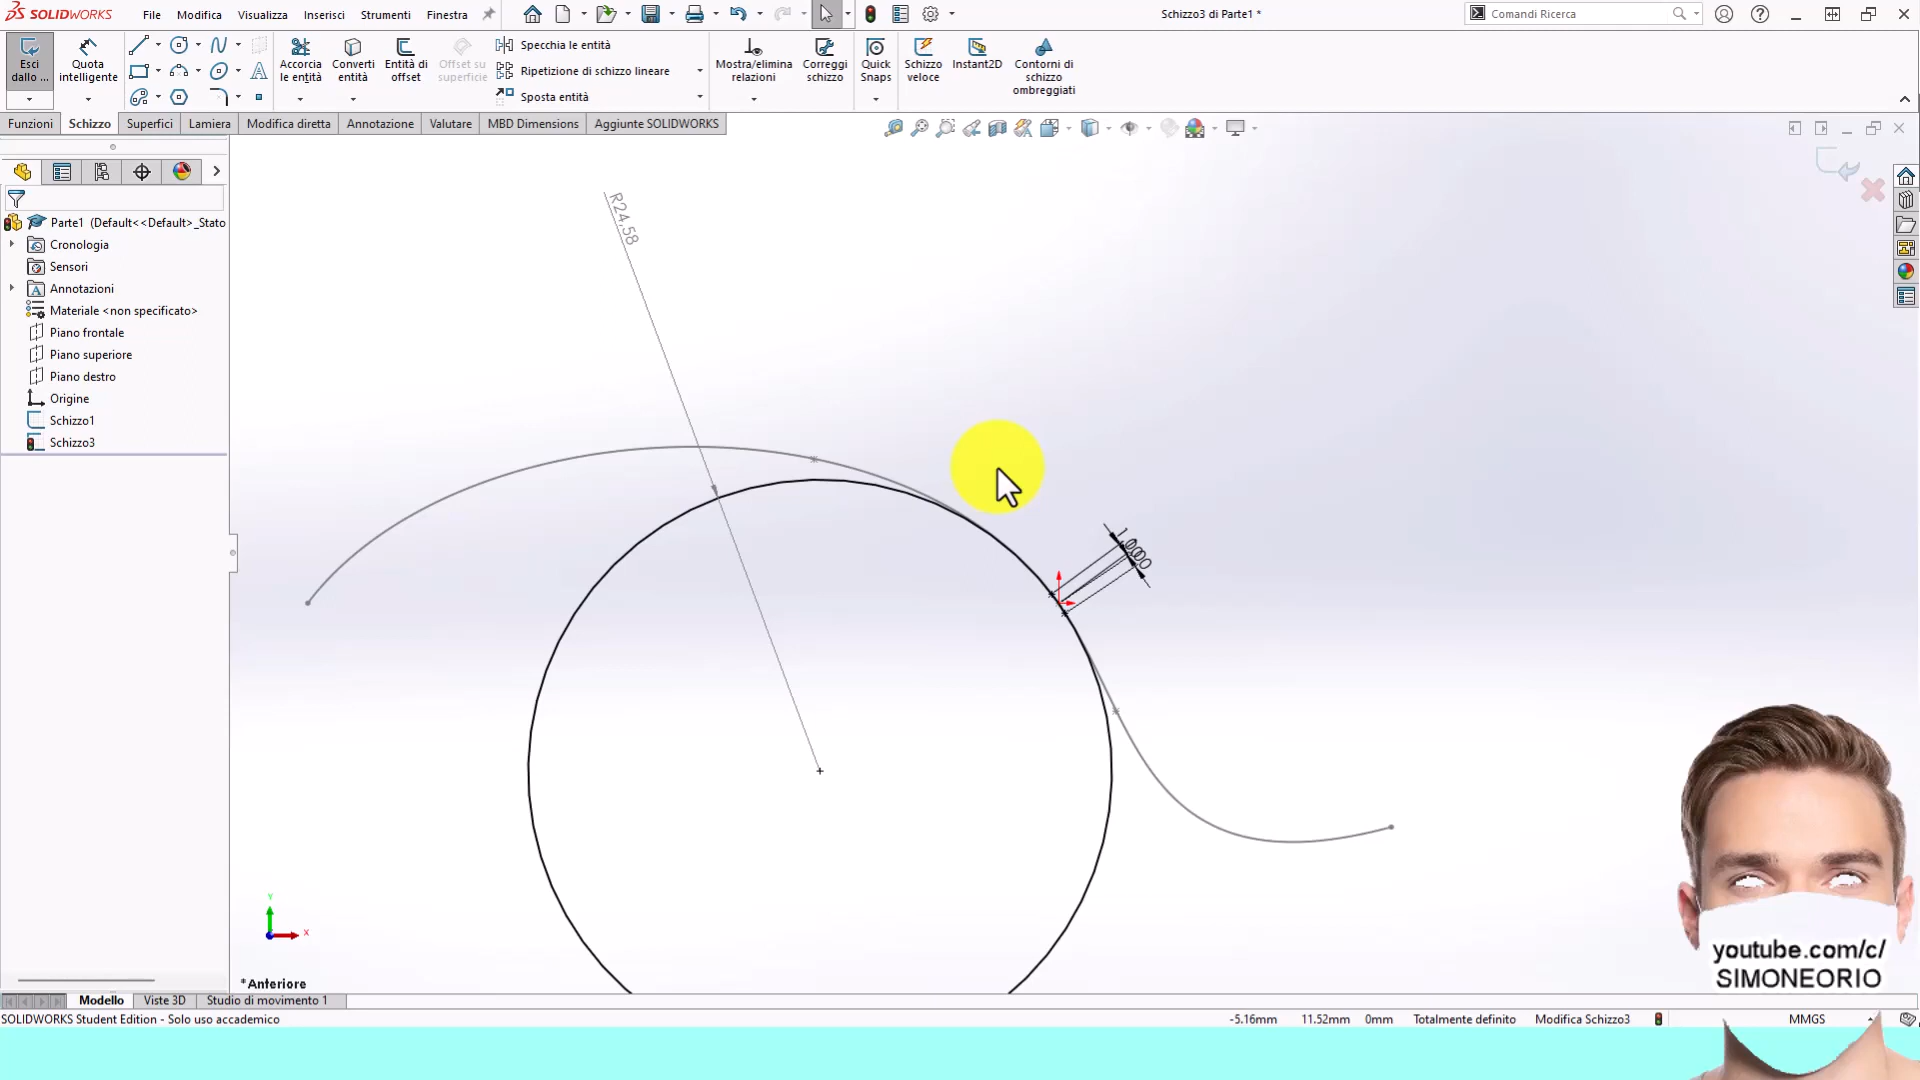 SOLIDWORKS File Modifica Visualizza Inserisci Strumenti Finestra Schizzo3 di Parte1 * Comandi Ricerca
Esci dallo ...
Quota intelligente
Accorcia le entità
Converti entità
Entità di offset
Offset su superficie
Specchia le entità
Ripetizione di schizzo lineare
Sposta entità
Mostra/elimina relazioni
Correggi schizzo
Quick Snaps
Schizzo veloce
Instant2D
Contorni di schizzo ombreggiati
Funzioni Schizzo Superfici Lamiera Modifica diretta Annotazione Valutare MBD Dimensions Aggiunte SOLIDWORKS
Parte1 (Default<<Default>_Stato
Cronologia
Sensori
Annotazioni
Materiale <non specificato>
Piano frontale
Piano superiore
Piano destro
Origine
Schizzo1
Schizzo3
R24,58
Y
X
*Anteriore
youtube.com/c/
SIMONEORIO
Modello Viste 3D Studio di movimento 1
SOLIDWORKS Student Edition - Solo uso accademico -5.16mm 11.52mm 0mm Totalmente definito Modifica Schizzo3 MMGS